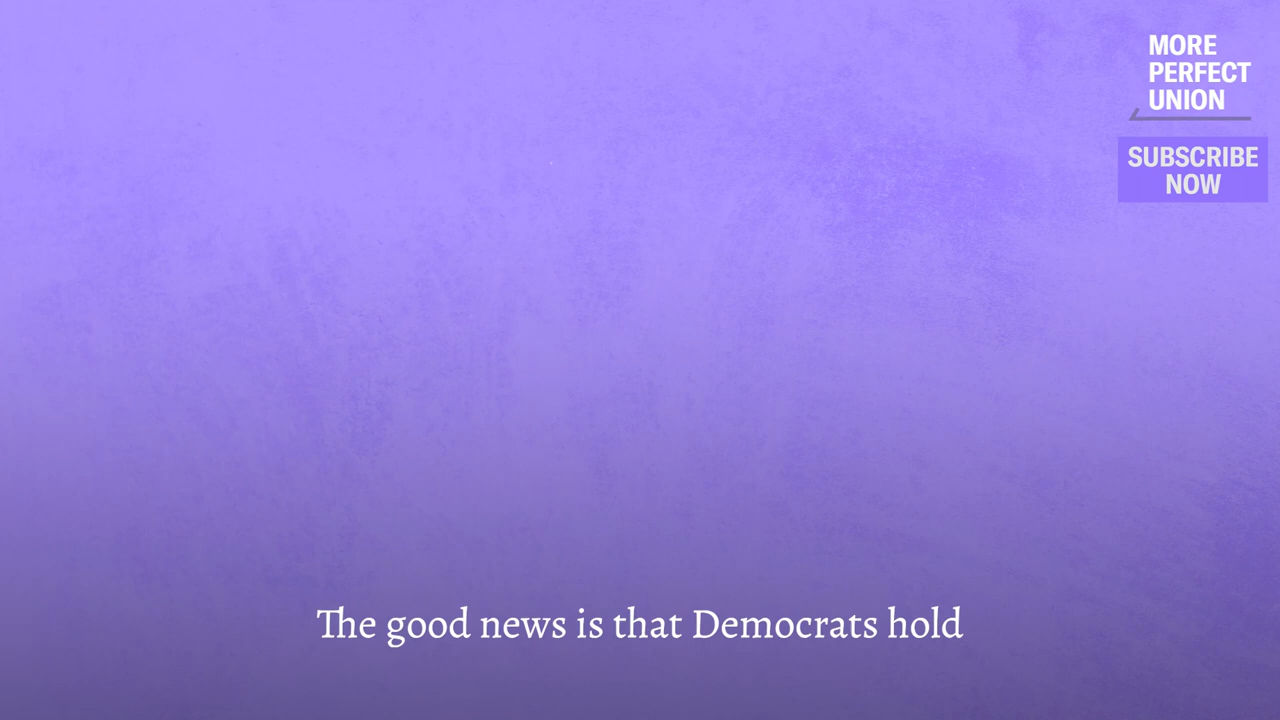 MORE
PERFECT
UNION
SUBSCRIBE
NOW
The good news is that Democrats hold